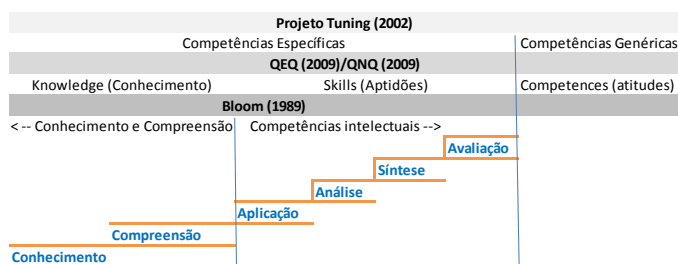 Projeto Tuning (2002)
Competências Específicas Competências Genéricas
QEQ (2009)/QNQ (2009)
Knowledge (Conhecimento) Skills (Aptidões) Competences (atitudes)
Bloom (1989)
< -- Conhecimento e Compreensão Competências intelectuais -->
Avaliação
Síntese
Análise
Aplicação
Compreensão
Conhecimento